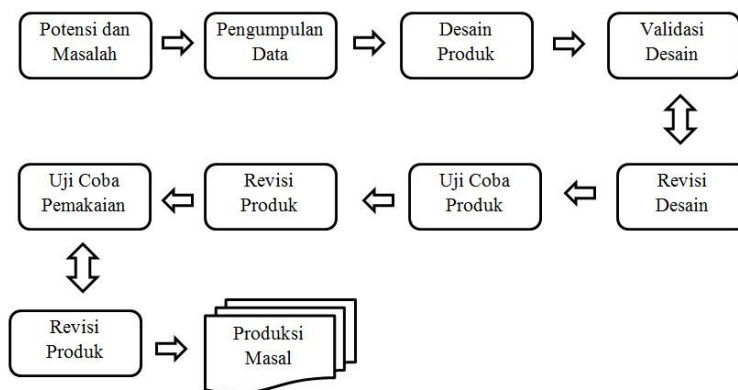 Potensi dan
Masalah
Pengumpulan
Data
Desain
Produk
Validasi
Desain
Revisi
Desain
Uji Coba
Produk
Revisi
Produk
Uji Coba
Pemakaian
Revisi
Produk
Produksi
Masal